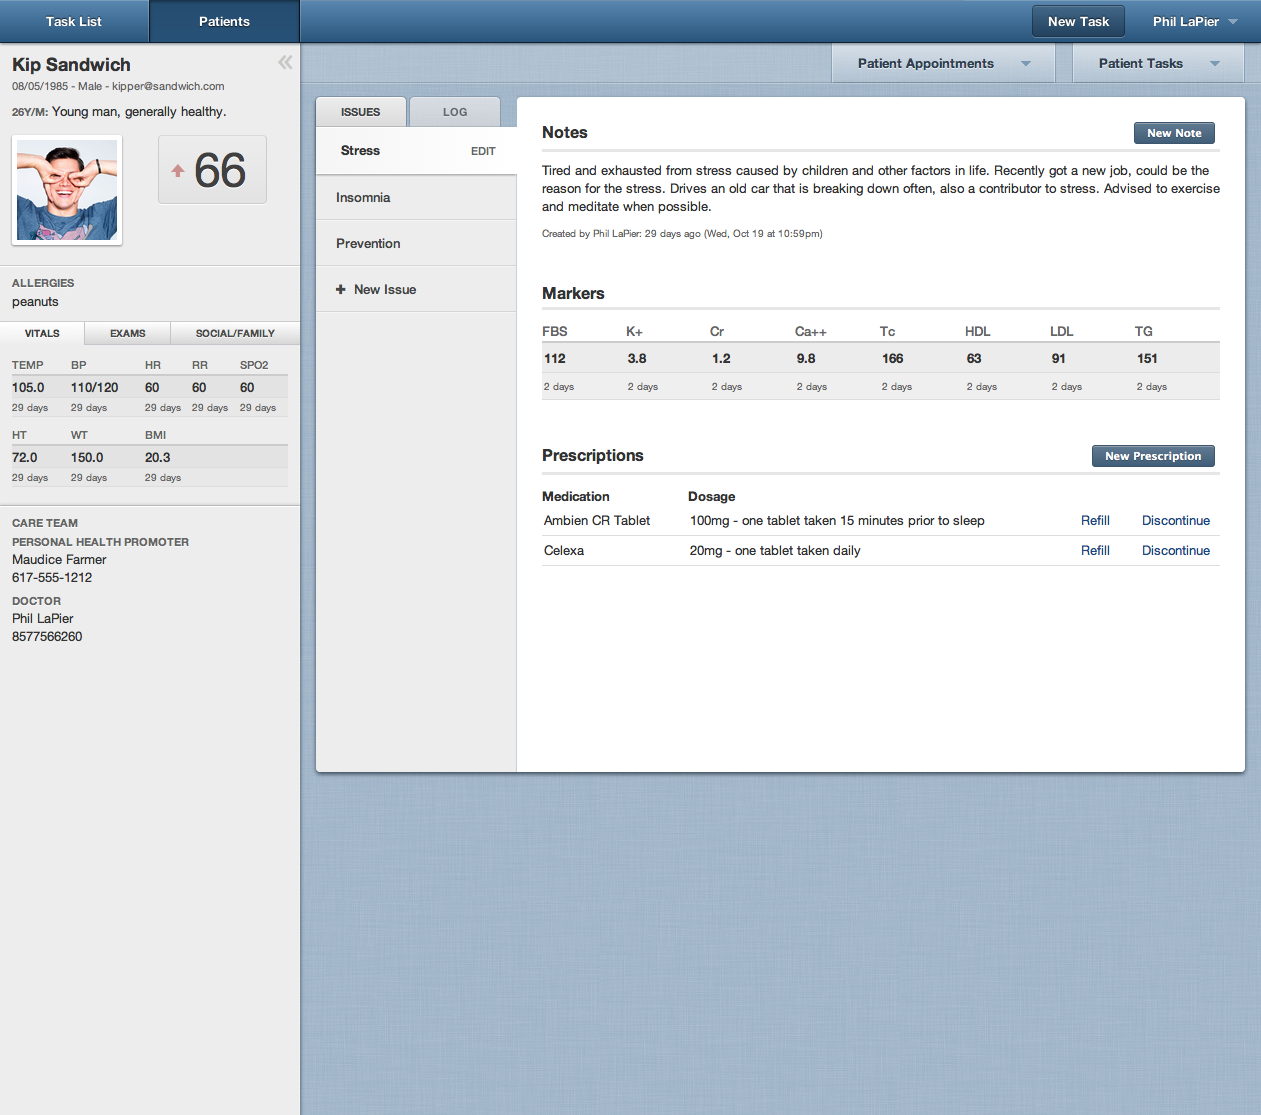 Task List
Patients
New Task
Phil LaPier
Kip Sandwich
08/05/1985 - Male - kipper@sandwich.com
26Y/M: Young man, generally healthy.
66
ALLERGIES
peanuts
VITALS EXAMS SOCIAL/FAMILY
TEMP BP HR RR SPO2
105.0 110/120 60 60 60
29 days 29 days 29 days 29 days 29 days
HT WT BMI
72.0 150.0 20.3
29 days 29 days 29 days
CARE TEAM
PERSONAL HEALTH PROMOTER
Maudice Farmer
617-555-1212
DOCTOR
Phil LaPier
8577566260
Patient Appointments
Patient Tasks
ISSUES LOG
Stress EDIT
Insomnia
Prevention
+ New Issue
Notes
New Note
Tired and exhausted from stress caused by children and other factors in life. Recently got a new job, could be the
reason for the stress. Drives an old car that is breaking down often, also a contributor to stress. Advised to exercise
and meditate when possible.
Created by Phil LaPier: 29 days ago (Wed, Oct 19 at 10:59pm)
Markers
FBS K+ Cr Ca++ Tc HDL LDL TG
112 3.8 1.2 9.8 166 63 91 151
2 days 2 days 2 days 2 days 2 days 2 days 2 days 2 days
Prescriptions
New Prescription
Medication Dosage
Ambien CR Tablet 100mg - one tablet taken 15 minutes prior to sleep Refill Discontinue
Celexa 20mg - one tablet taken daily Refill Discontinue